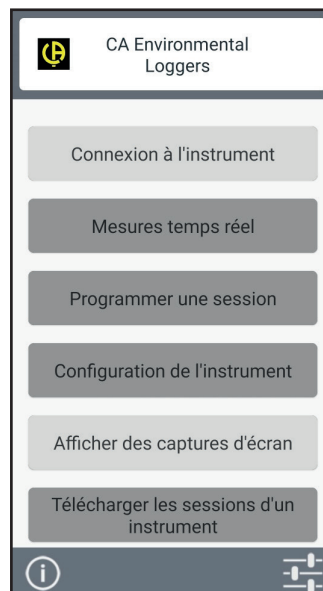 CA Environmental
Loggers
Connexion à l'instrument
Mesures temps réel
Programmer une session
Configuration de l'instrument
Afficher des captures d'écran
Télécharger les sessions d'un
instrument